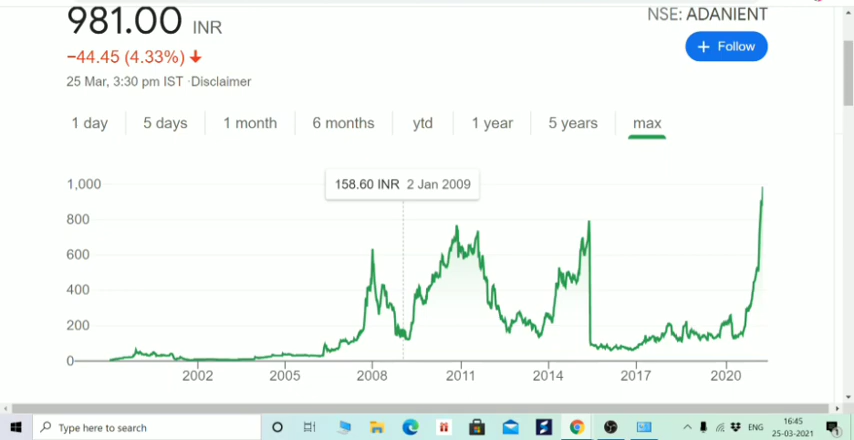 981.00 INR
NSE: ADANIENT
−44.45 (4.33%)
+ Follow
25 Mar, 3:30 pm IST · Disclaimer
1 day 5 days 1 month 6 months ytd 1 year 5 years max
158.60 INR 2 Jan 2009
1,000
800
600
400
200
0
2002 2005 2008 2011 2014 2017 2020
Type here to search
ENG
16:45
25-03-2021